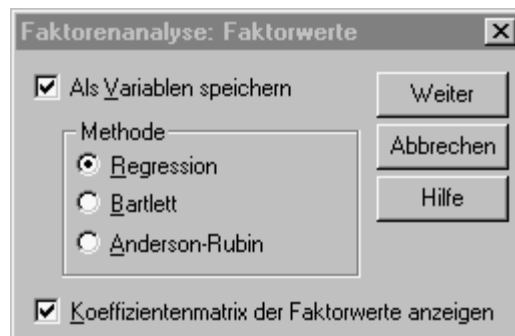 Faktorenanalyse: Faktorwerte
Als Variablen speichern
Weiter
Methode
Abbrechen
Regression
Bartlett
Hilfe
Anderson-Rubin
Koeffizientenmatrix der Faktorwerte anzeigen